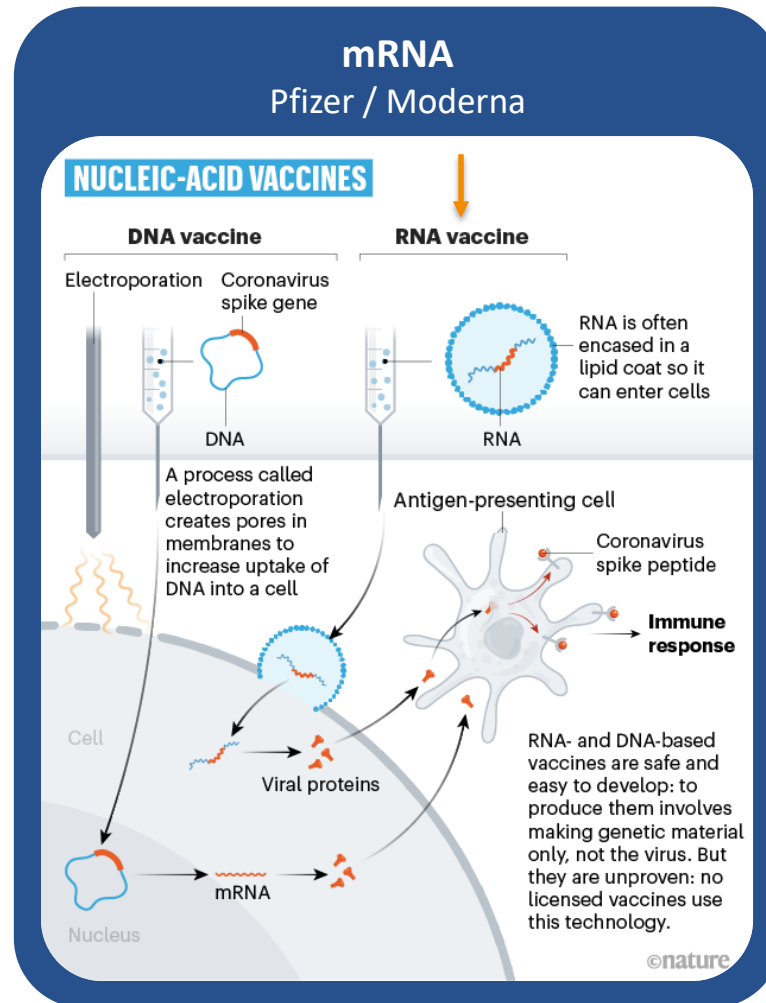 mRNA
Pfizer / Moderna
NUCLEIC-ACID VACCINES
DNA vaccine
RNA vaccine
Electroporation
Coronavirus
spike gene
DNA
RNA is often
encased in a
lipid coat so it
can enter cells
RNA
A process called
electroporation
creates pores in
membranes to
increase uptake of
DNA into a cell
Antigen-presenting cell
Coronavirus
spike peptide
Immune
response
Cell
Viral proteins
mRNA
Nucleus
RNA- and DNA-based
vaccines are safe and
easy to develop: to
produce them involves
making genetic material
only, not the virus. But
they are unproven: no
licensed vaccines use
this technology.
©nature